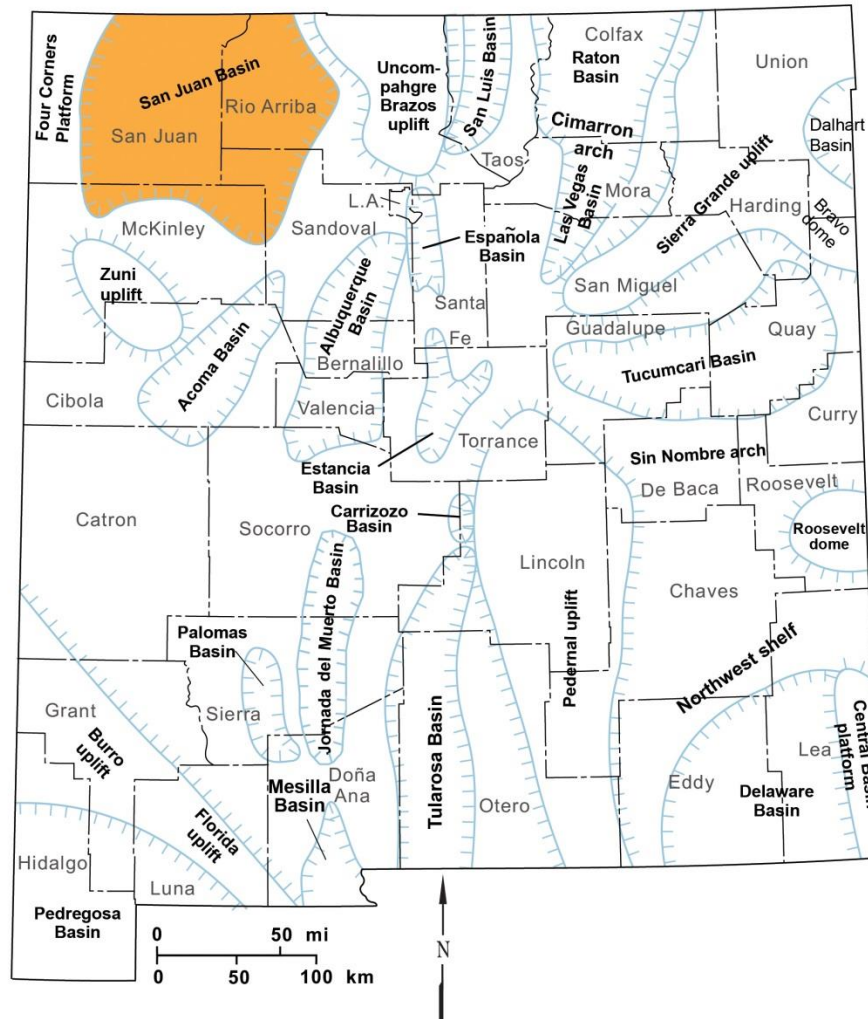 Colfax
Union
Four Corners
Platform
San Juan Basin
Rio Arriba
San Juan
Uncom-
pahgre
Brazos
uplift
San Luis Basin
Raton
Basin
Cimarron
arch
Taos
Dalhart
Basin
L.A.
McKinley
Sandoval
Las Vegas
Basin
Mora
Sierra Grande uplift
Harding
Bravo
dome
Española
Basin
Zuni
uplift
Albuquerque
Basin
San Miguel
Santa
Fe
Guadalupe
Quay
Acoma Basin
Bernalillo
Tucumcari Basin
Cibola
Valencia
Curry
Torrance
Estancia
Basin
Sin Nombre arch
De Baca
Roosevelt
Carrizozo
Basin
Catron
Socorro
Roosevelt
dome
Lincoln
Chaves
Jornada del Muerto Basin
Pedernal uplift
Palomas
Basin
Northwest shelf
Grant
Sierra
Burro
uplift
Tularosa Basin
Central Basin
platform
Lea
Mesilla
Basin
Doña
Ana
Otero
Eddy
Delaware
Basin
Florida
uplift
Hidalgo
Luna
Pedregosa
Basin
0 50 mi
0 50 100 km
N